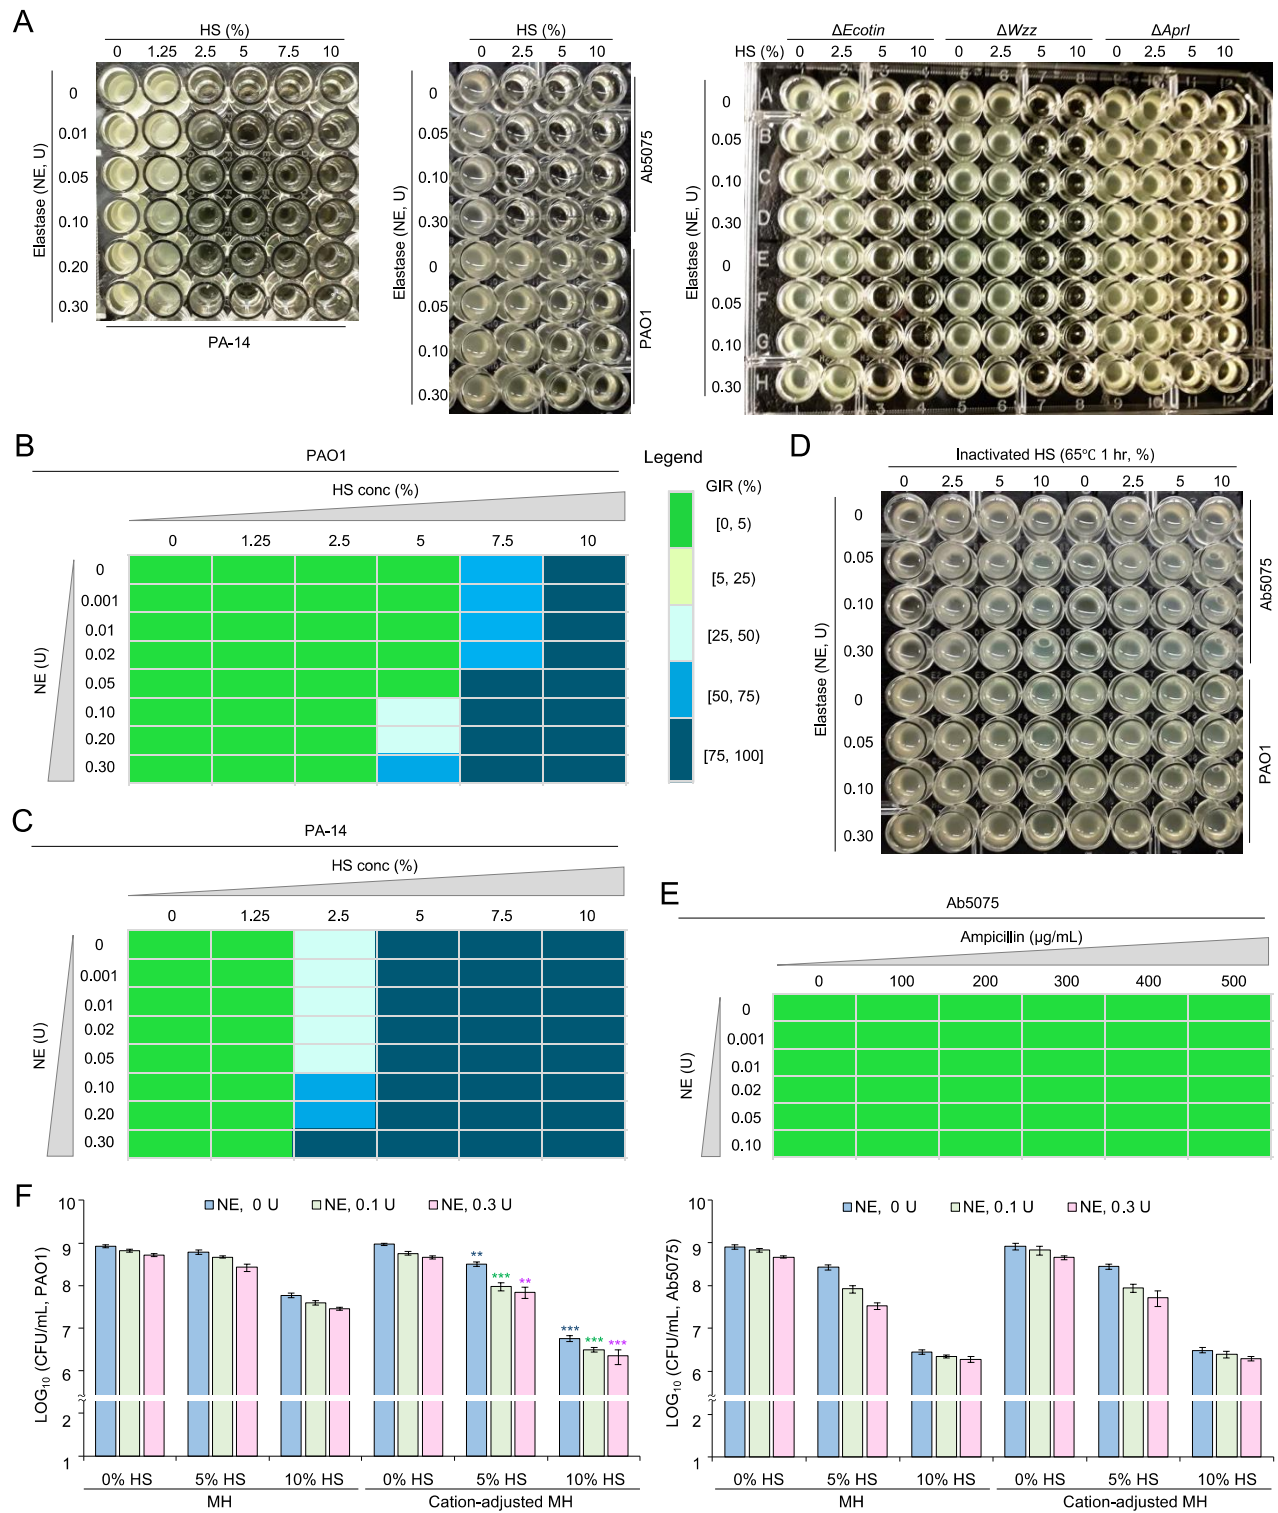 A
HS (%)
0 1.25 2.5 5 7.5 10
Elastase (NE, U)
0
0.01
0.05
0.10
0.20
0.30
PA-14
HS (%)
0 2.5 5 10
Elastase (NE, U)
0
0.05
0.10
0.30
0
0.05
0.10
0.30
Ab5075
PAO1
ΔEcotin ΔWzz ΔAprI
HS (%) 0 2.5 5 10 0 2.5 5 10 0 2.5 5 10
Elastase (NE, U)
0
0.05
0.10
0.30
0
0.05
0.10
0.30
A
B
C
D
E
F
G
H
1 2 3 4 5 6 7 8 9 10 11 12
B
PAO1
HS conc (%)
0 1.25 2.5 5 7.5 10
NE (U)
0
0.001
0.01
0.02
0.05
0.10
0.20
0.30
Legend
GIR (%)
[0, 5)
[5, 25)
[25, 50)
[50, 75)
[75, 100]
C
PA-14
HS conc (%)
0 1.25 2.5 5 7.5 10
NE (U)
0
0.001
0.01
0.02
0.05
0.10
0.20
0.30
D
Inactivated HS (65℃ 1 hr, %)
0 2.5 5 10 0 2.5 5 10
Elastase (NE, U)
0
0.05
0.10
0.30
0
0.05
0.10
0.30
Ab5075
PAO1
E
Ab5075
Ampicillin (µg/mL)
0 100 200 300 400 500
NE (U)
0
0.001
0.01
0.02
0.05
0.10
F
LOG10 (CFU/mL, PAO1)
10
9
8
7
6
2
1
NE, 0 U NE, 0.1 U NE, 0.3 U
** *** **
*** *** ***
0% HS 5% HS 10% HS 0% HS 5% HS 10% HS
MH Cation-adjusted MH
LOG10 (CFU/mL, Ab5075)
10
9
8
7
6
2
1
NE, 0 U NE, 0.1 U NE, 0.3 U
0% HS 5% HS 10% HS 0% HS 5% HS 10% HS
MH Cation-adjusted MH